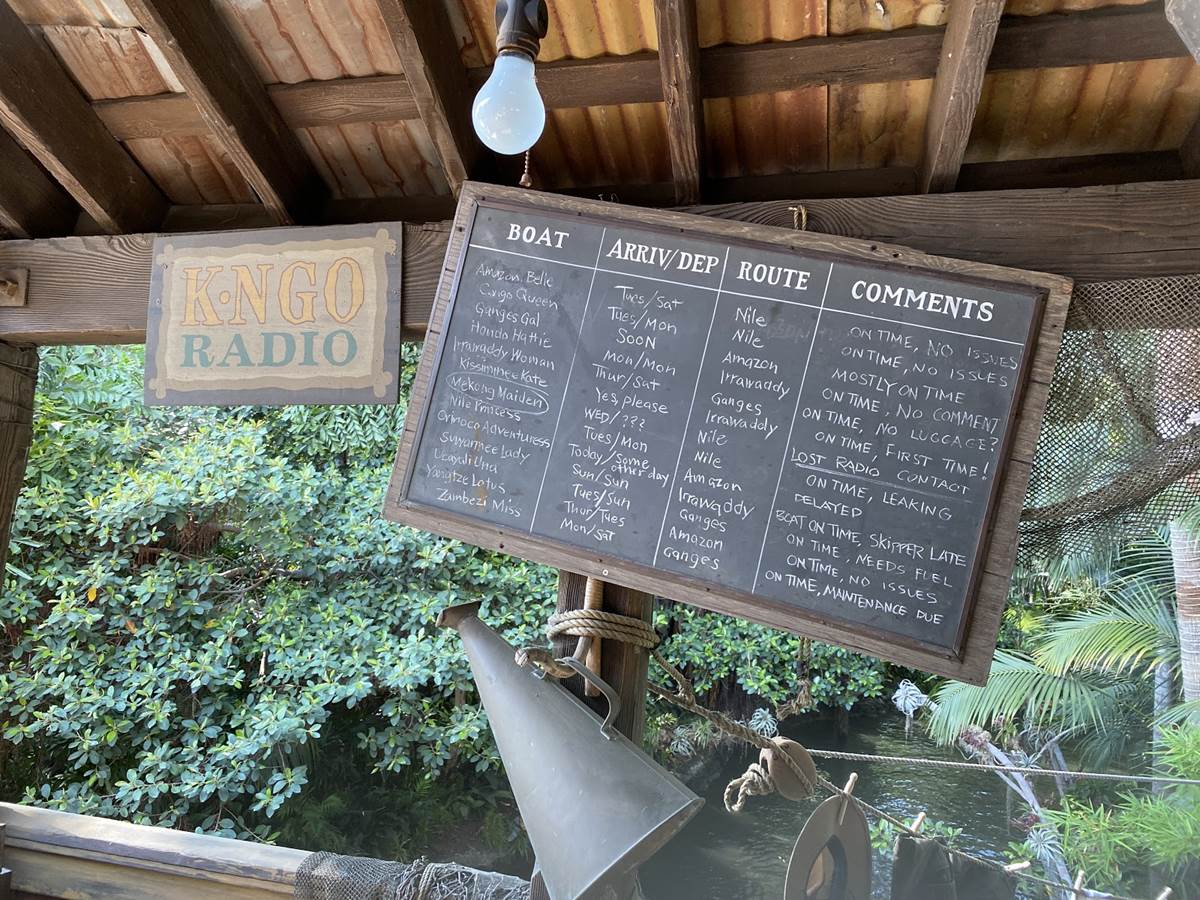 K·NGO
RADIO
BOAT ARRIV/DEP ROUTE COMMENTS
Amazon Belle Tues/Sat Nile ON TIME, NO ISSUES
Congo Queen Tues/Mon Nile ON TIME, NO ISSUES
Ganges Gal Soon Amazon MOSTLY ON TIME
Hondo Hattie Mon/Mon Irrawaddy ON TIME, NO COMMENT
Irrawaddy Woman Thur/Sat Ganges ON TIME, NO LUGGAGE?
Kissimmee Kate Yes, please Irrawaddy ON TIME, FIRST TIME!
Mekong Maiden WED/??? Nile LOST RADIO CONTACT
Nile Princess Tues/Mon Nile ON TIME, LEAKING
Orinoco Adventuress Today/some other day Amazon DELAYED
Suwannee Lady Sun/Sun Irrawaddy BOAT ON TIME, SKIPPER LATE
Ucayali Una Tues/Sun Ganges ON TIME, NEEDS FUEL
Yangtze Lotus Thur/Tues Amazon ON TIME, NO ISSUES
Zambezi Miss Mon/Sat Ganges ON TIME, MAINTENANCE DUE